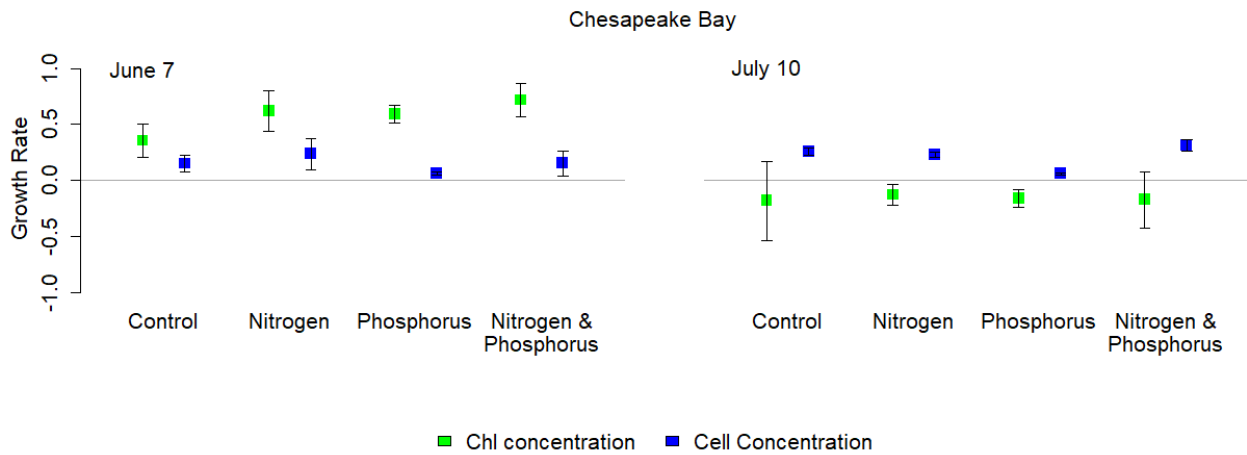 Chesapeake Bay
June 7
July 10
Growth Rate
1.0
0.5
0.0
-0.5
-1.0
Control
Nitrogen
Phosphorus
Nitrogen &
Phosphorus
Control
Nitrogen
Phosphorus
Nitrogen &
Phosphorus
Chl concentration
Cell Concentration